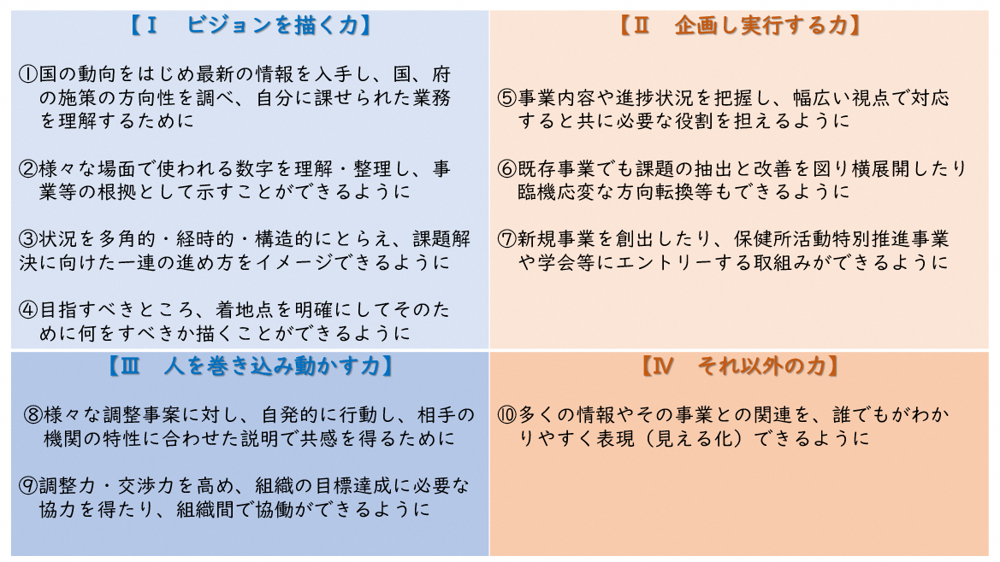 【Ⅰ　ビジョンを描く力】
①国の動向をはじめ最新の情報を入手し、国、府
の施策の方向性を調べ、自分に課せられた業務
を理解するために
②様々な場面で使われる数字を理解・整理し、事
業等の根拠として示すことができるように
③状況を多角的・経時的・構造的にとらえ、課題解
決に向けた一連の進め方をイメージできるように
④目指すべきところ、着地点を明確にしてそのた
めに何をすべきか描くことができるように
【Ⅱ　企画し実行する力】
⑤事業内容や進捗状況を把握し、幅広い視点で対応
すると共に必要な役割を担えるように
⑥既存事業でも課題の抽出と改善を図り横展開したり
臨機応変な方向転換等もできるように
⑦新規事業を創出したり、保健所活動特別推進事業
や学会等にエントリーする取組みができるように
【Ⅲ　人を巻き込み動かす力】
⑧様々な調整事案に対し、自発的に行動し、相手の
機関の特性に合わせた説明で共感を得るために
⑨調整力・交渉力を高め、組織の目標達成に必要な
協力を得たり、組織間で協働ができるように
【Ⅳ　それ以外の力】
⑩多くの情報やその事業との関連を、誰でもがわか
りやすく表現（見える化）できるように